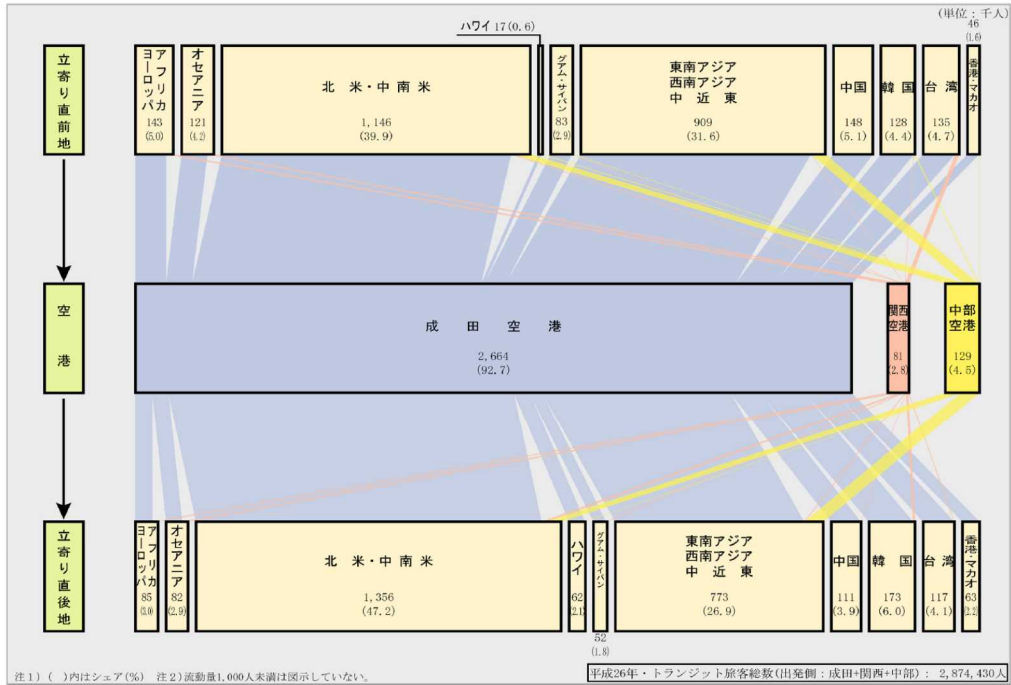 (単位：千人)
ハワイ 17(0.6)
46
(1.6)
立寄り直前地
アフリカ
ヨーロッパ
143
(5.0)
オセアニア
121
(4.2)
北 米・中南米
1,146
(39.9)
グアム・サイパン
83
(2.9)
東南アジア
西南アジア
中 近 東
909
(31.6)
中国
148
(5.1)
韓国
128
(4.4)
台湾
135
(4.7)
香港・マカオ
空港
成 田 空 港
2,664
(92.7)
関西
空港
81
(2.8)
中部
空港
129
(4.5)
立寄り直後地
アフリカ
ヨーロッパ
85
(3.0)
オセアニア
82
(2.9)
北 米・中南米
1,356
(47.2)
ハワイ
62
(2.1)
グアム・サイパン
52
(1.8)
東南アジア
西南アジア
中 近 東
773
(26.9)
中国
111
(3.9)
韓 国
173
(6.0)
台湾
117
(4.1)
香港・マカオ
63
(2.2)
注1) ( )内はシェア(%) 注2)流動量1,000人未満は図示していない。
平成26年・トランジット旅客総数(出発側：成田+関西+中部)： 2,874,430人